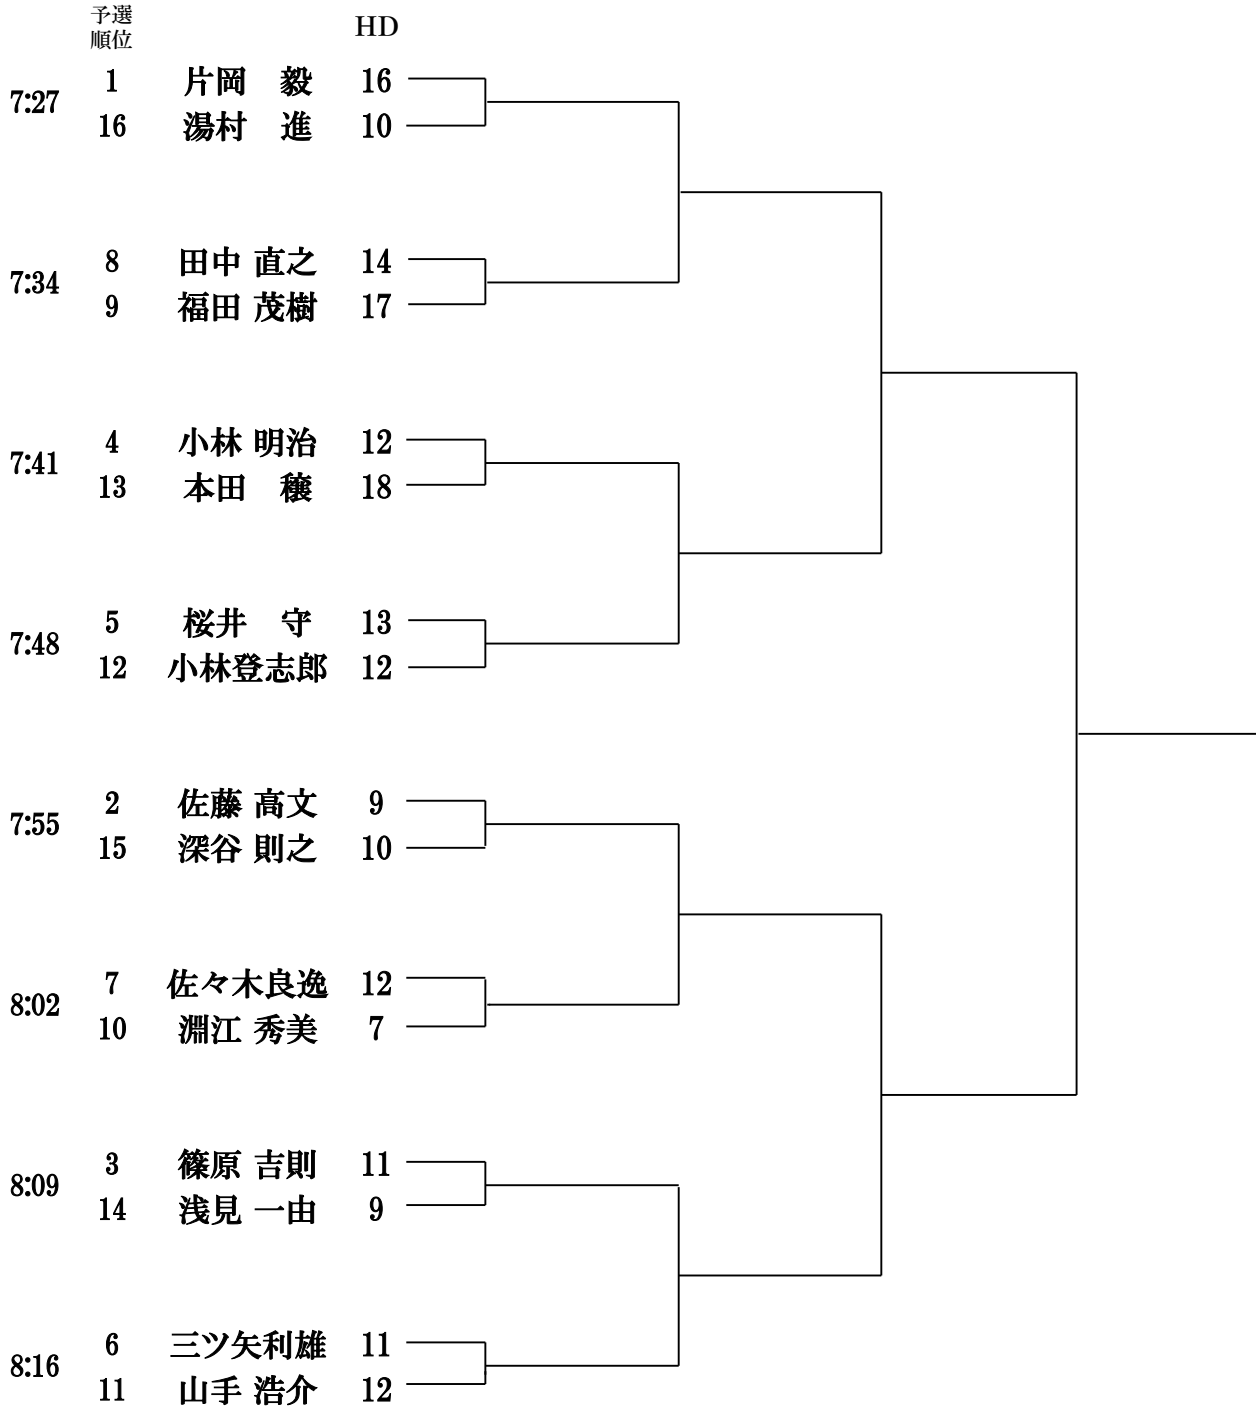 予選 HD
順位
1 片岡　毅 16
7:27
16 湯村　進 10
8 田中 直之 14
7:34
9 福田 茂樹 17
4 小林 明治 12
7:41
13 本田　穣 18
5 桜井　守 13
7:48
12 小林登志郎 12
2 佐藤 高文 9
7:55
15 深谷 則之 10
7 佐々木良逸 12
8:02
10 淵江 秀美 7
3 篠原 吉則 11
8:09
14 浅見 一由 9
6 三ツ矢利雄 11
8:16
11 山手 浩介 12